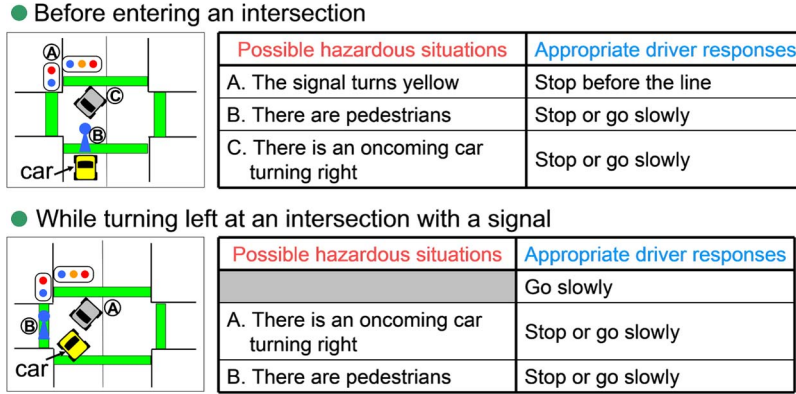 Before entering an intersection
A
C
B
car
Possible hazardous situations
Appropriate driver responses
A. The signal turns yellow
Stop before the line
B. There are pedestrians
Stop or go slowly
C. There is an oncoming car
turning right
Stop or go slowly
While turning left at an intersection with a signal
A
B
car
Possible hazardous situations
Appropriate driver responses
Go slowly
A. There is an oncoming car
turning right
Stop or go slowly
B. There are pedestrians
Stop or go slowly